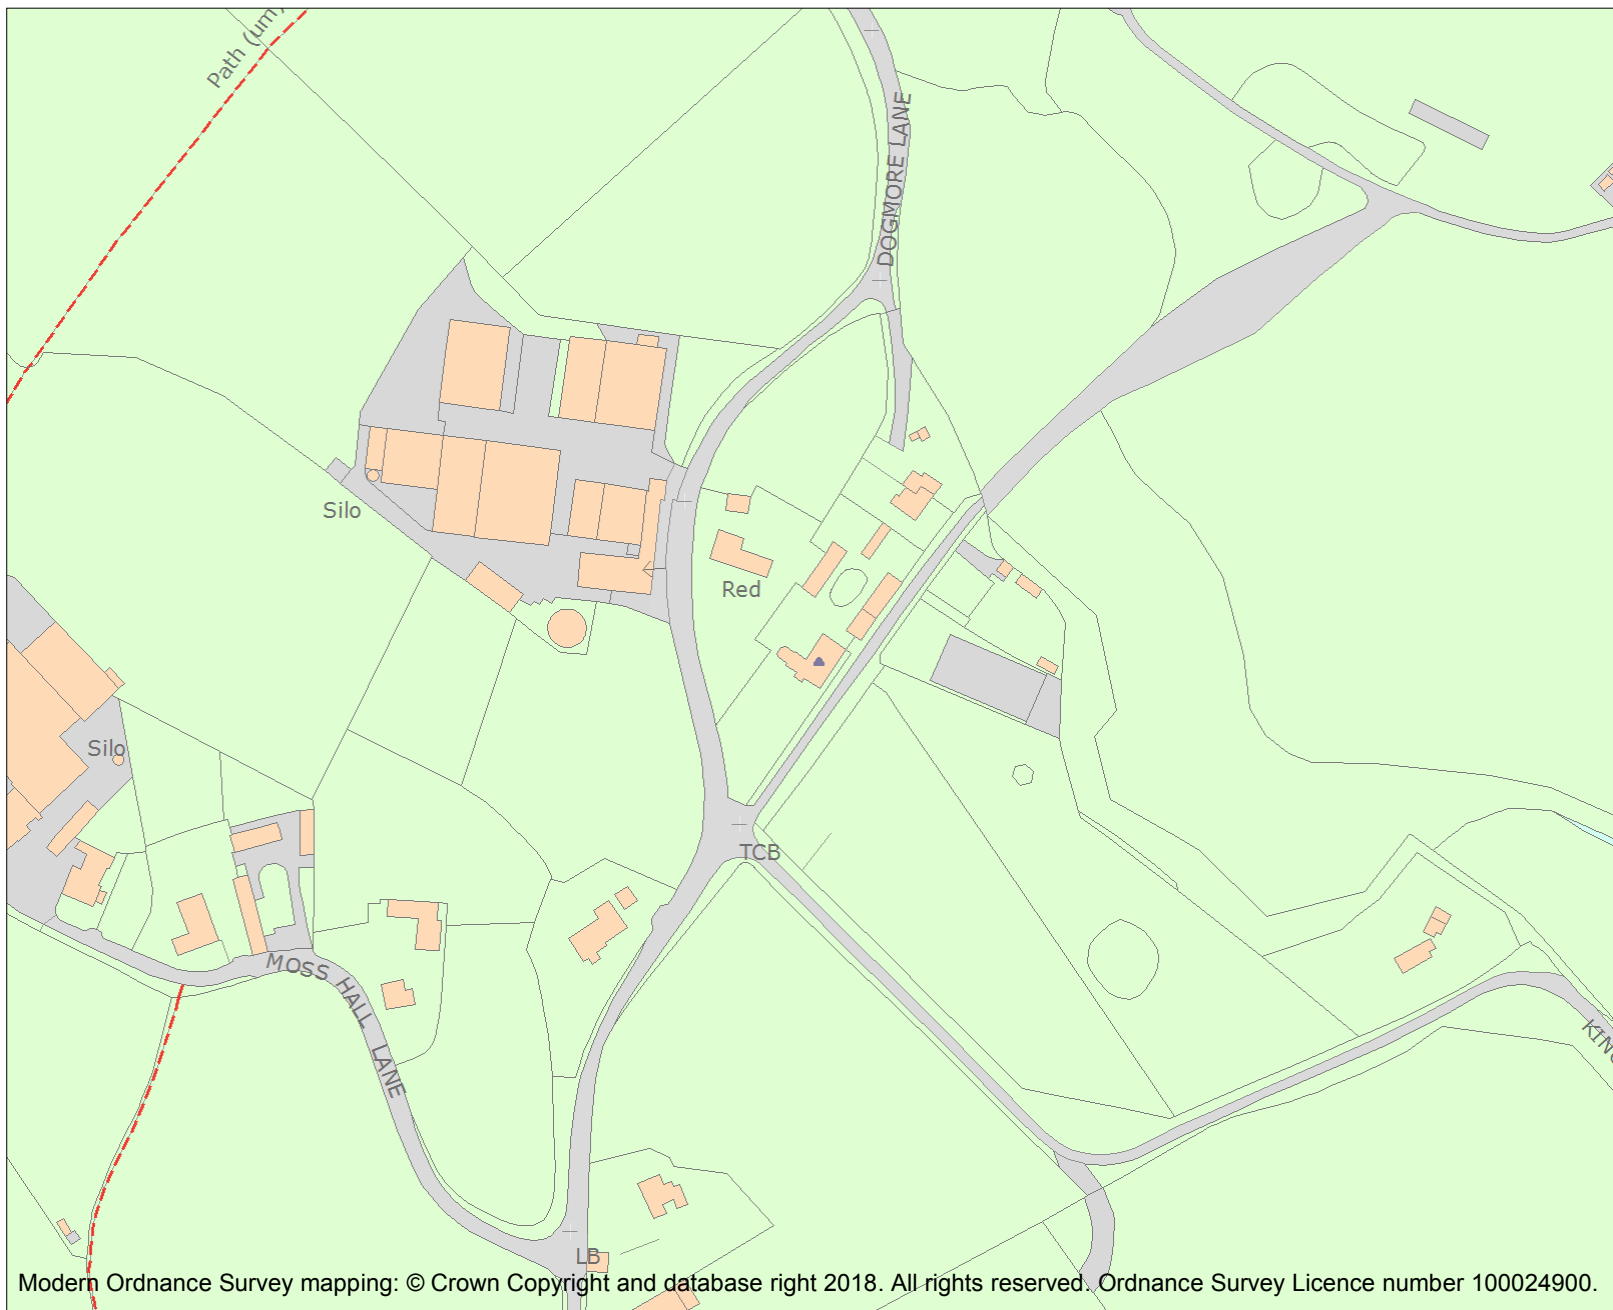 Path (um)
DOGMORE LANE
Silo
Red
Silo
TCB
MOSS HALL LANE
LB
Modern Ordnance Survey mapping: © Crown Copyright and database right 2018. All rights reserved. Ordnance Survey Licence number 100024900.